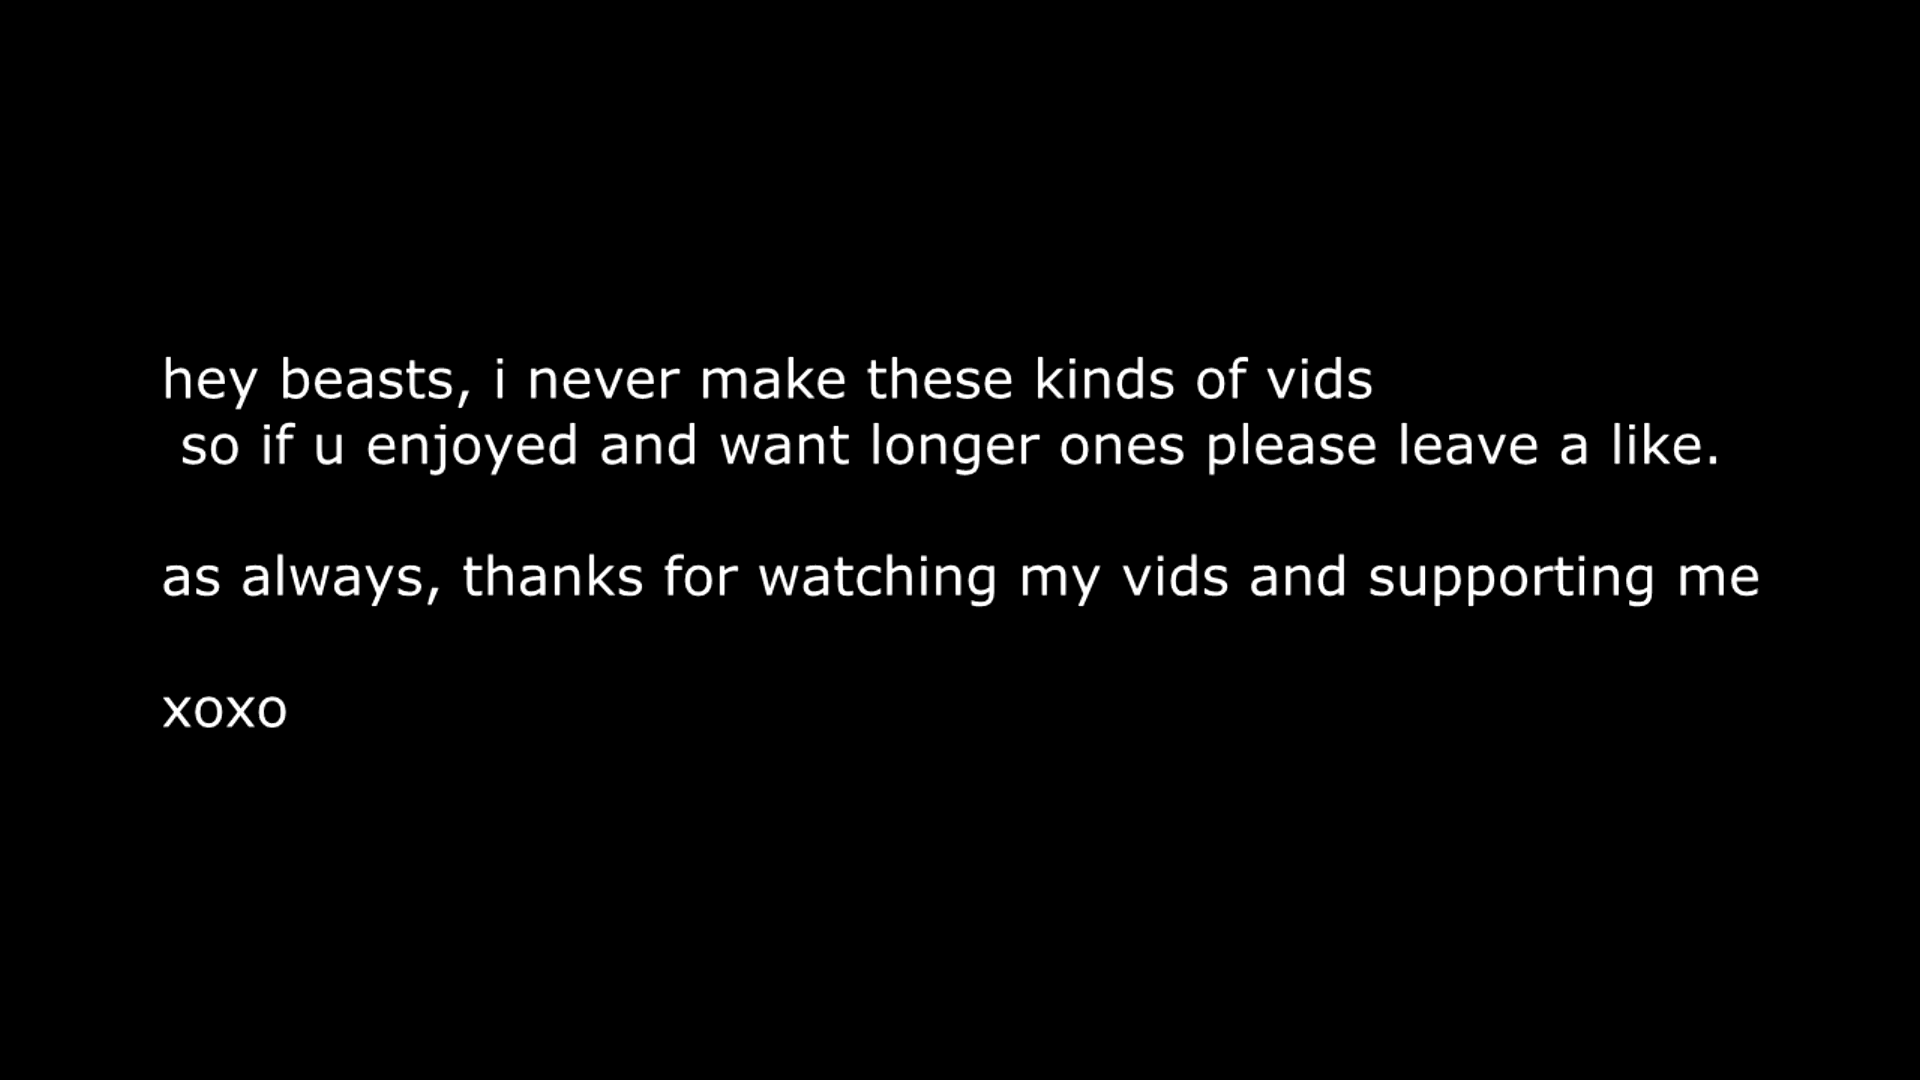 hey beasts, i never make these kinds of vids
so if u enjoyed and want longer ones please leave a like.
as always, thanks for watching my vids and supporting me
xoxo